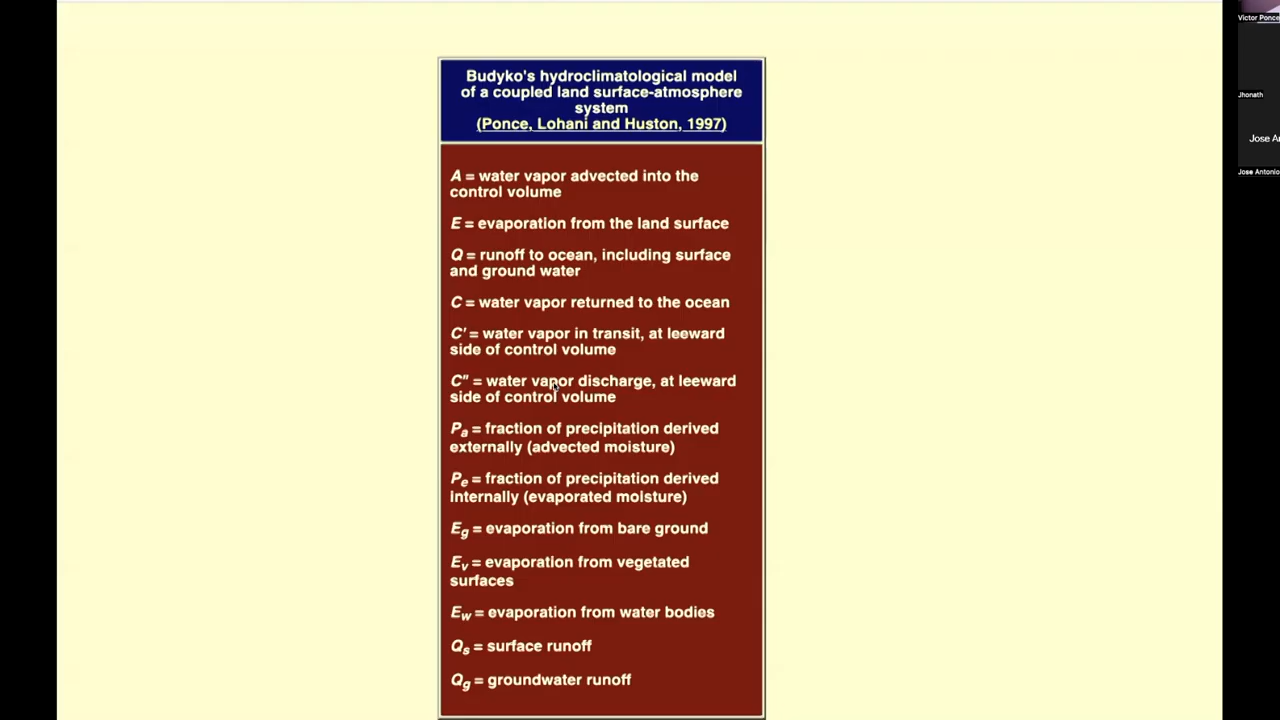 Budyko's hydroclimatological model
of a coupled land surface-atmosphere
system
(Ponce, Lohani and Huston, 1997)
A = water vapor advected into the
control volume
E = evaporation from the land surface
Q = runoff to ocean, including surface
and ground water
C = water vapor returned to the ocean
C' = water vapor in transit, at leeward
side of control volume
C" = water vapor discharge, at leeward
side of control volume
Pa = fraction of precipitation derived
externally (advected moisture)
Pe = fraction of precipitation derived
internally (evaporated moisture)
Eg = evaporation from bare ground
Ev = evaporation from vegetated
surfaces
Ew = evaporation from water bodies
Qs = surface runoff
Qg = groundwater runoff
Victor Ponce
Jhonath
Jose An
Jose Antonio